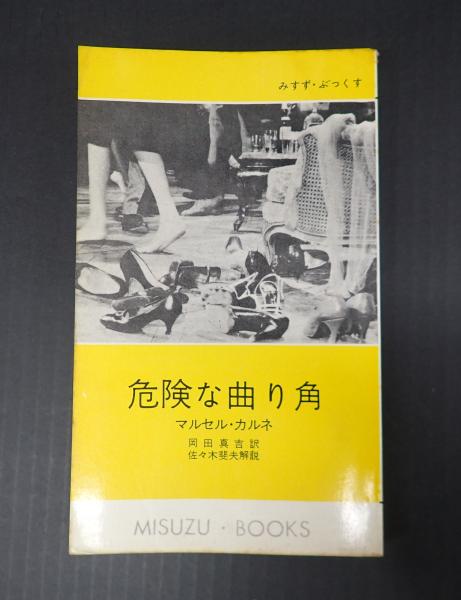 みすず・ぶっくす
危険な曲り角
マルセル・カルネ
岡田真吉訳
佐々木斐夫解説
MISUZU・BOOKS